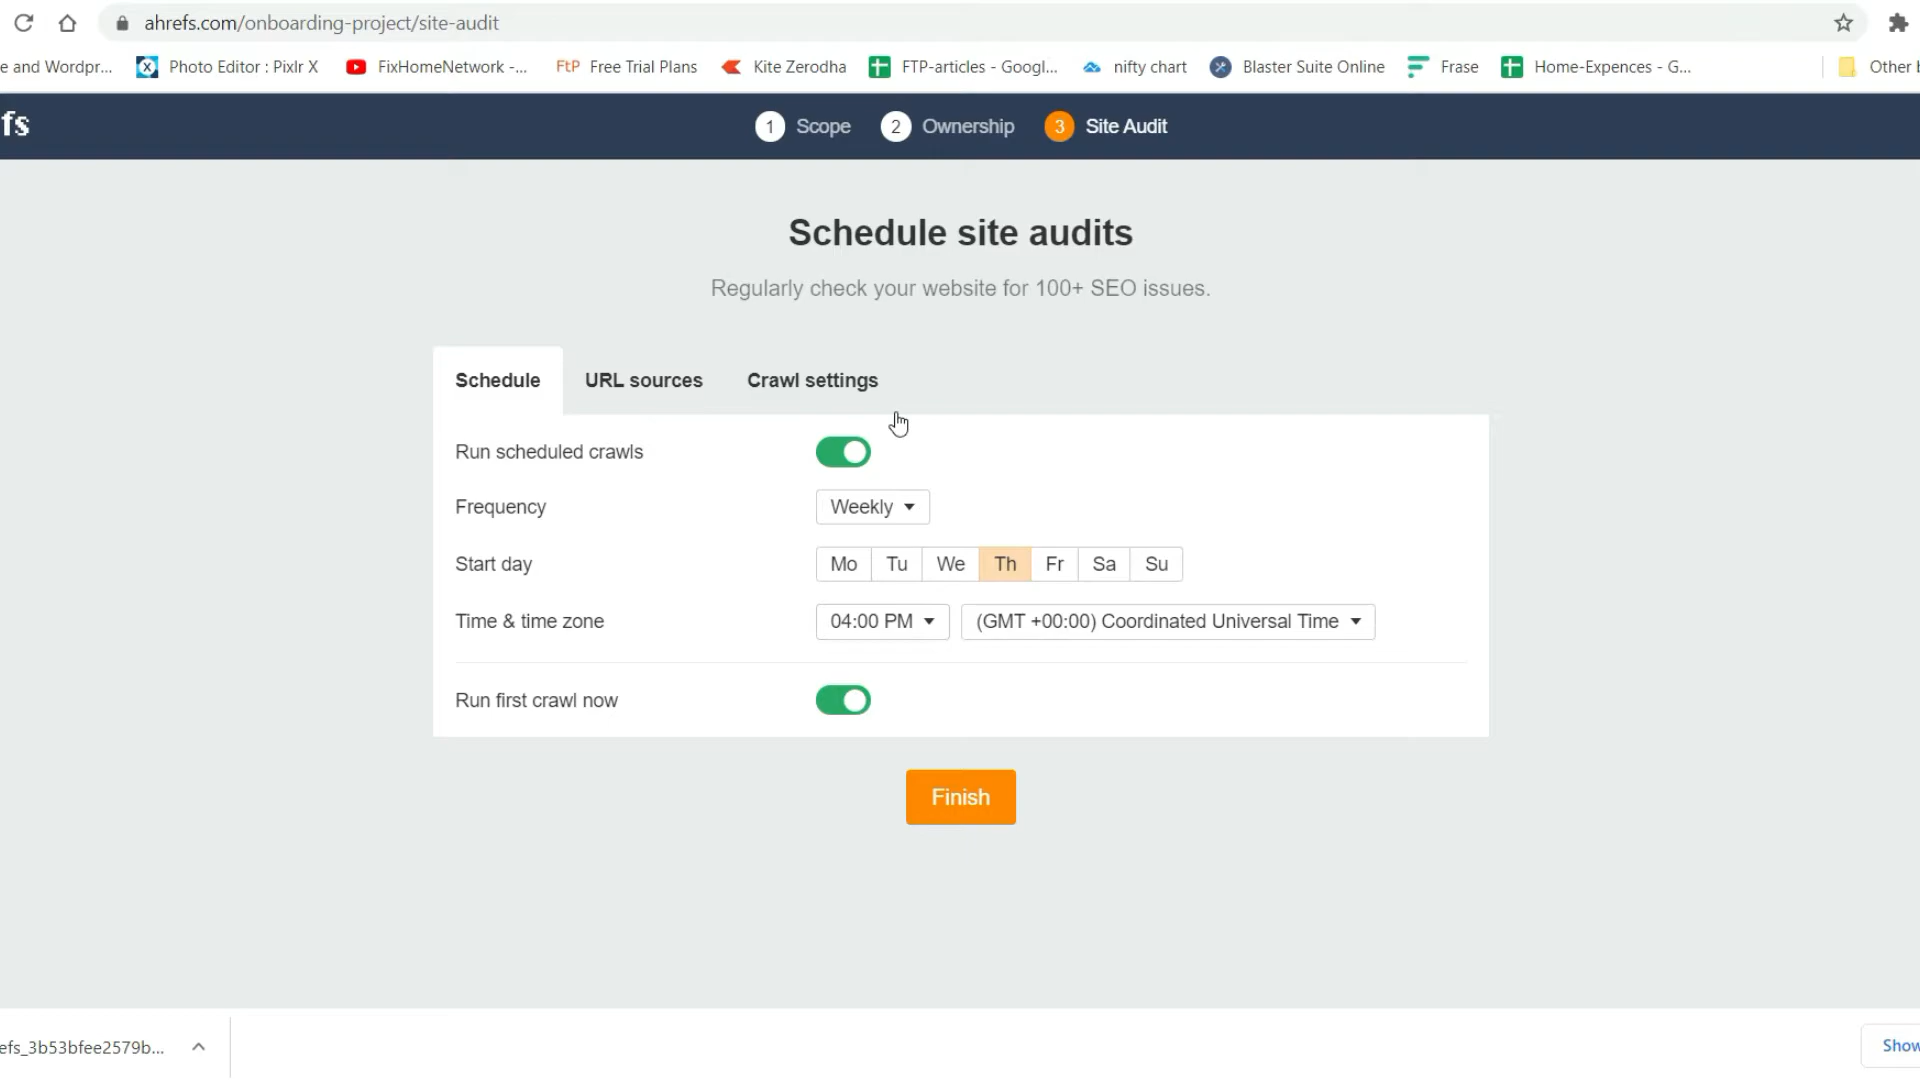 ahrefs.com/onboarding-project/site-audit
e and Wordpr... Photo Editor : Pixlr X FixHomeNetwork -... FtP Free Trial Plans Kite Zerodha FTP-articles - Googl... nifty chart Blaster Suite Online Frase Home-Expences - G... Other b
fs 1 Scope 2 Ownership 3 Site Audit
Schedule site audits
Regularly check your website for 100+ SEO issues.
Schedule URL sources Crawl settings
Run scheduled crawls
Frequency Weekly
Start day Mo Tu We Th Fr Sa Su
Time & time zone 04:00 PM (GMT +00:00) Coordinated Universal Time
Run first crawl now
Finish
efs_3b53bfee2579b... Show